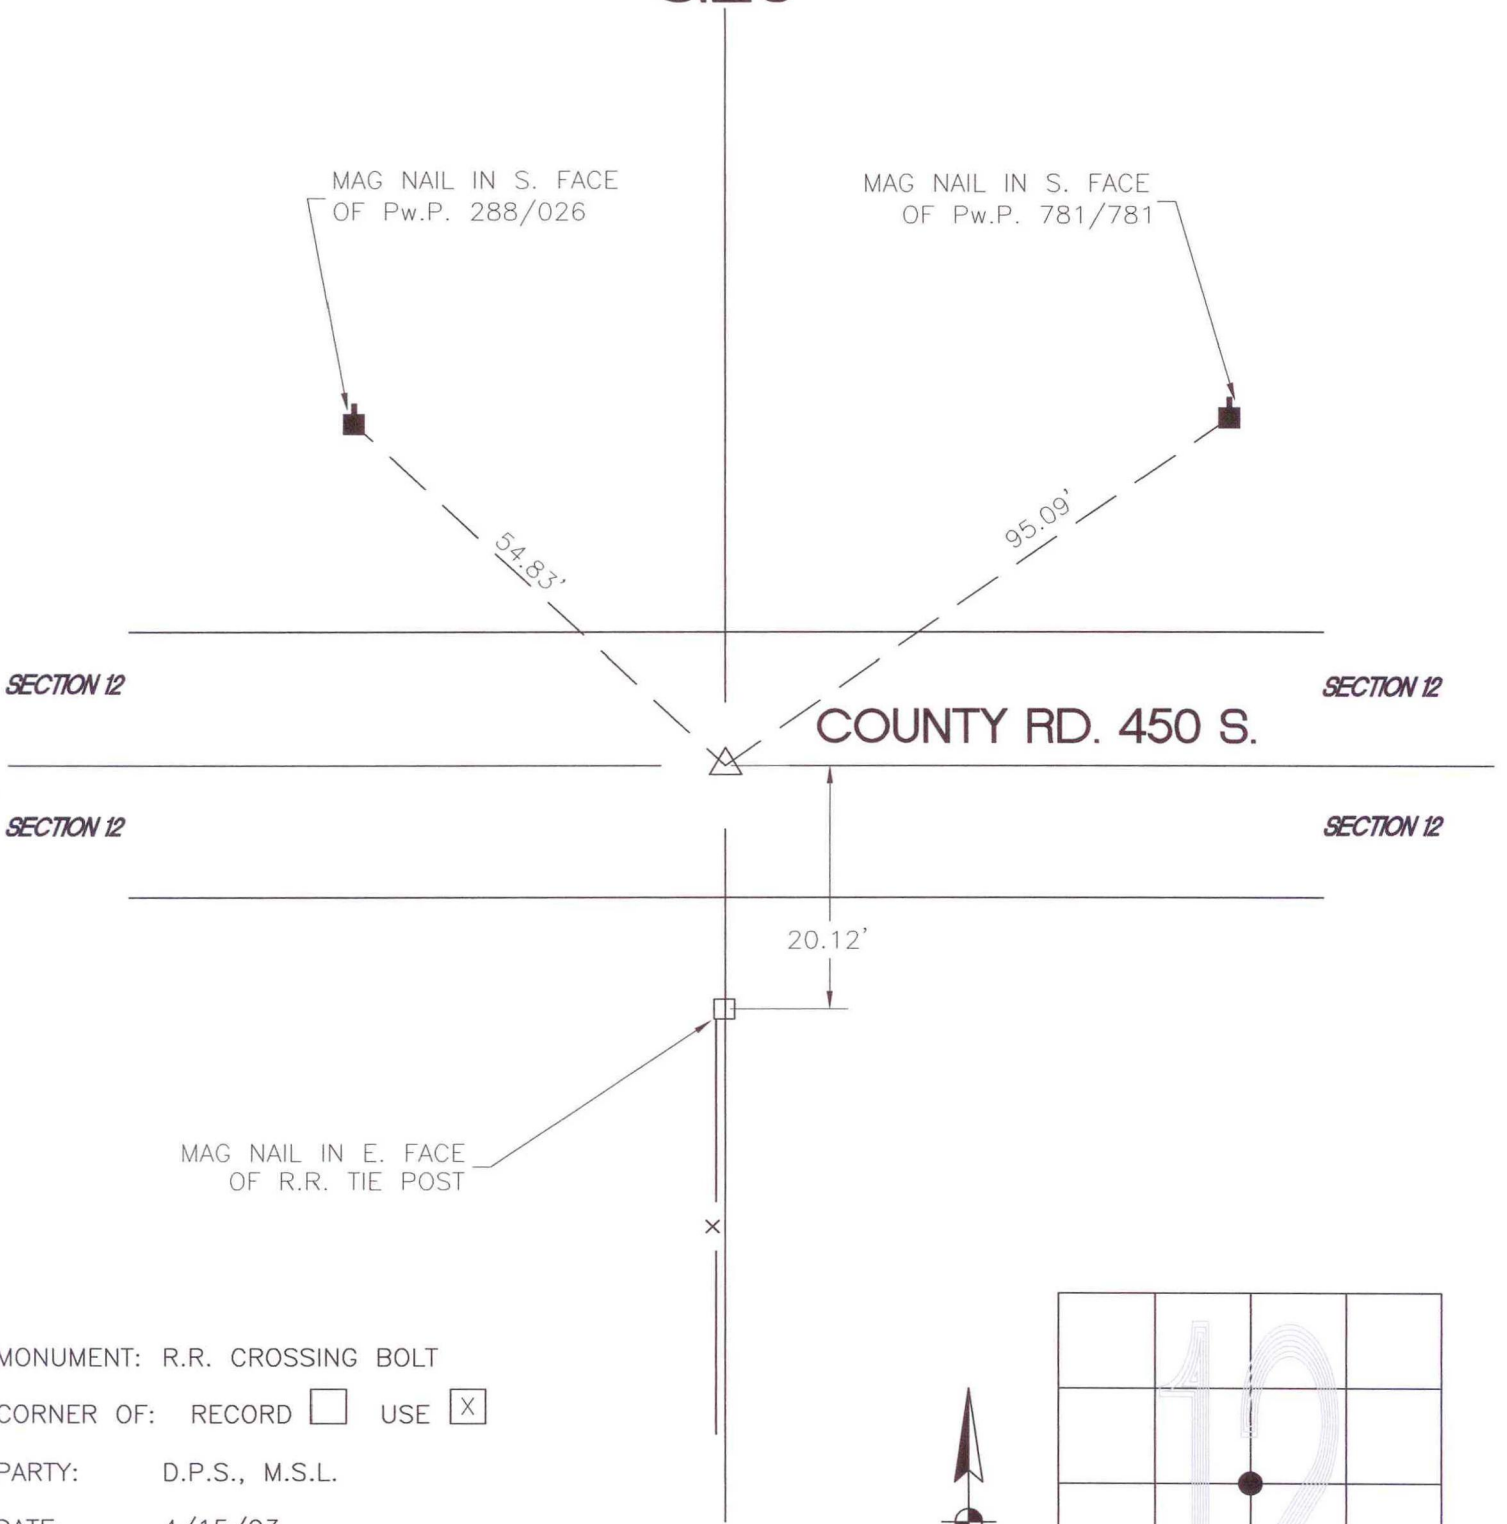 MAG NAIL IN S. FACE
OF Pw.P. 288/026
MAG NAIL IN S. FACE
OF Pw.P. 781/781
54.83'
95.09'
SECTION 12
SECTION 12
COUNTY RD. 450 S.
SECTION 12
SECTION 12
20.12'
MAG NAIL IN E. FACE
OF R.R. TIE POST
X
MONUMENT: R.R. CROSSING BOLT
CORNER OF: RECORD USE X
PARTY: D.P.S., M.S.L.
12